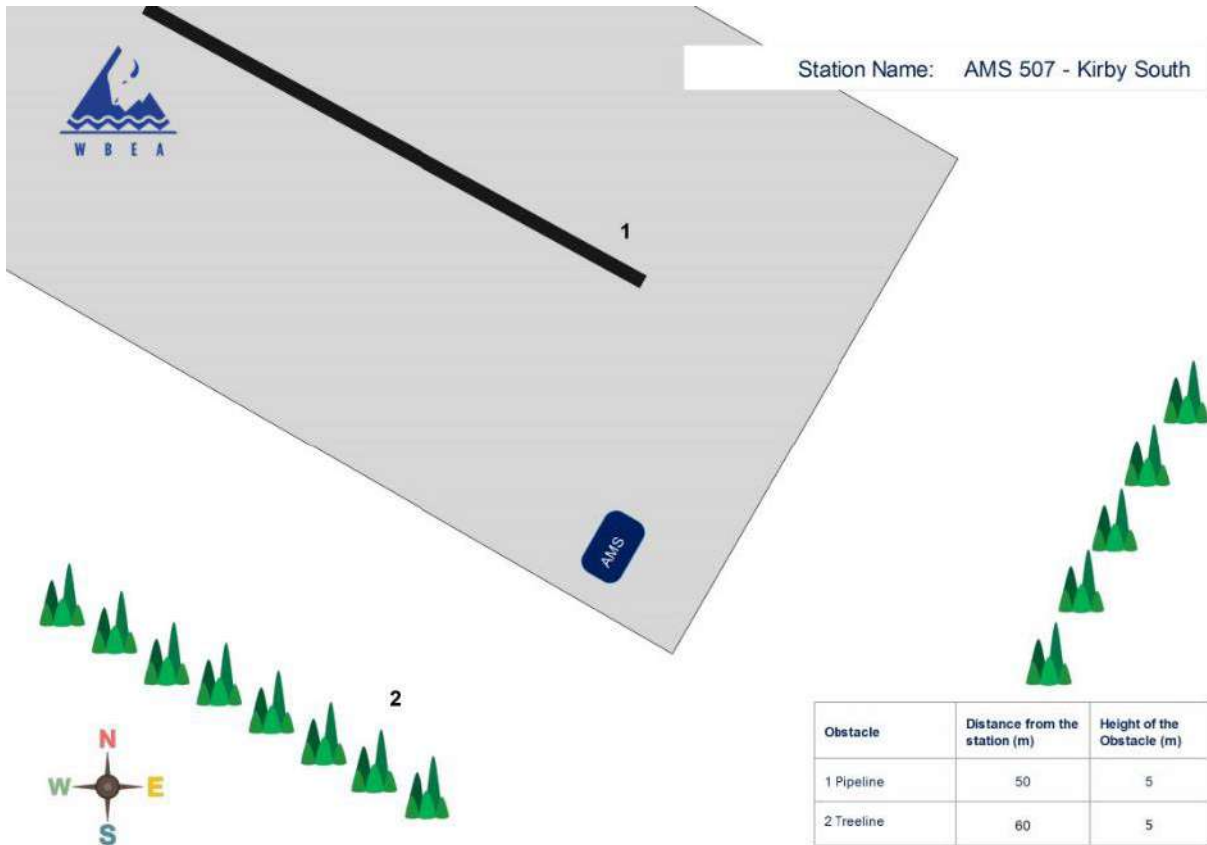 WBEA
Station Name: AMS 507 - Kirby South
1
AMS
2
N
W E
S
Obstacle Distance from the station (m) Height of the Obstacle (m)
1 Pipeline 50 5
2 Treeline 60 5